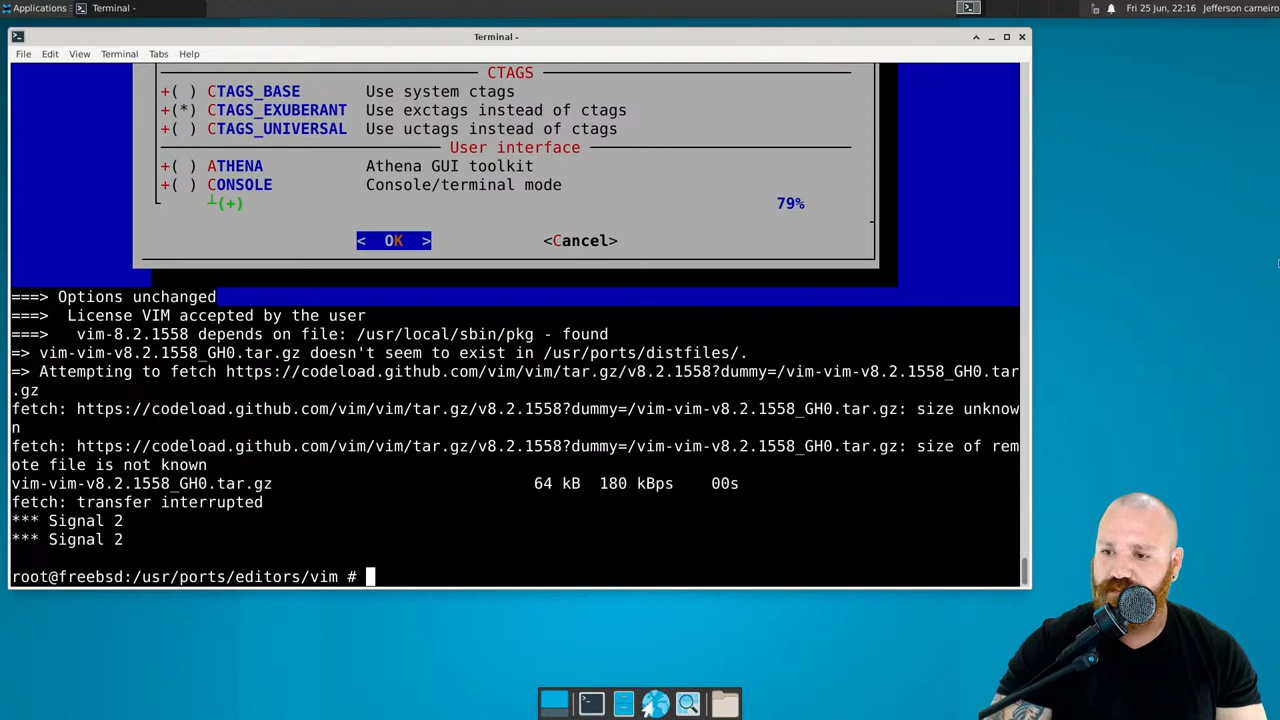 Applications
Terminal -
Fri 25 Jun, 22:16
Jefferson carneiro
Terminal -
File Edit View Terminal Tabs Help
CTAGS
+( ) CTAGS_BASE Use system ctags
+(*) CTAGS_EXUBERANT Use exctags instead of ctags
+( ) CTAGS_UNIVERSAL Use uctags instead of ctags
User interface
+( ) ATHENA Athena GUI toolkit
+( ) CONSOLE Console/terminal mode
┴(+) 79%
< OK > <Cancel>
===> Options unchanged
===> License VIM accepted by the user
===> vim-8.2.1558 depends on file: /usr/local/sbin/pkg - found
=> vim-vim-v8.2.1558_GH0.tar.gz doesn't seem to exist in /usr/ports/distfiles/.
=> Attempting to fetch https://codeload.github.com/vim/vim/tar.gz/v8.2.1558?dummy=/vim-vim-v8.2.1558_GH0.tar
.gz
fetch: https://codeload.github.com/vim/vim/tar.gz/v8.2.1558?dummy=/vim-vim-v8.2.1558_GH0.tar.gz: size unknow
n
fetch: https://codeload.github.com/vim/vim/tar.gz/v8.2.1558?dummy=/vim-vim-v8.2.1558_GH0.tar.gz: size of rem
ote file is not known
vim-vim-v8.2.1558_GH0.tar.gz 64 kB 180 kBps 00s
fetch: transfer interrupted
*** Signal 2
*** Signal 2
root@freebsd:/usr/ports/editors/vim #